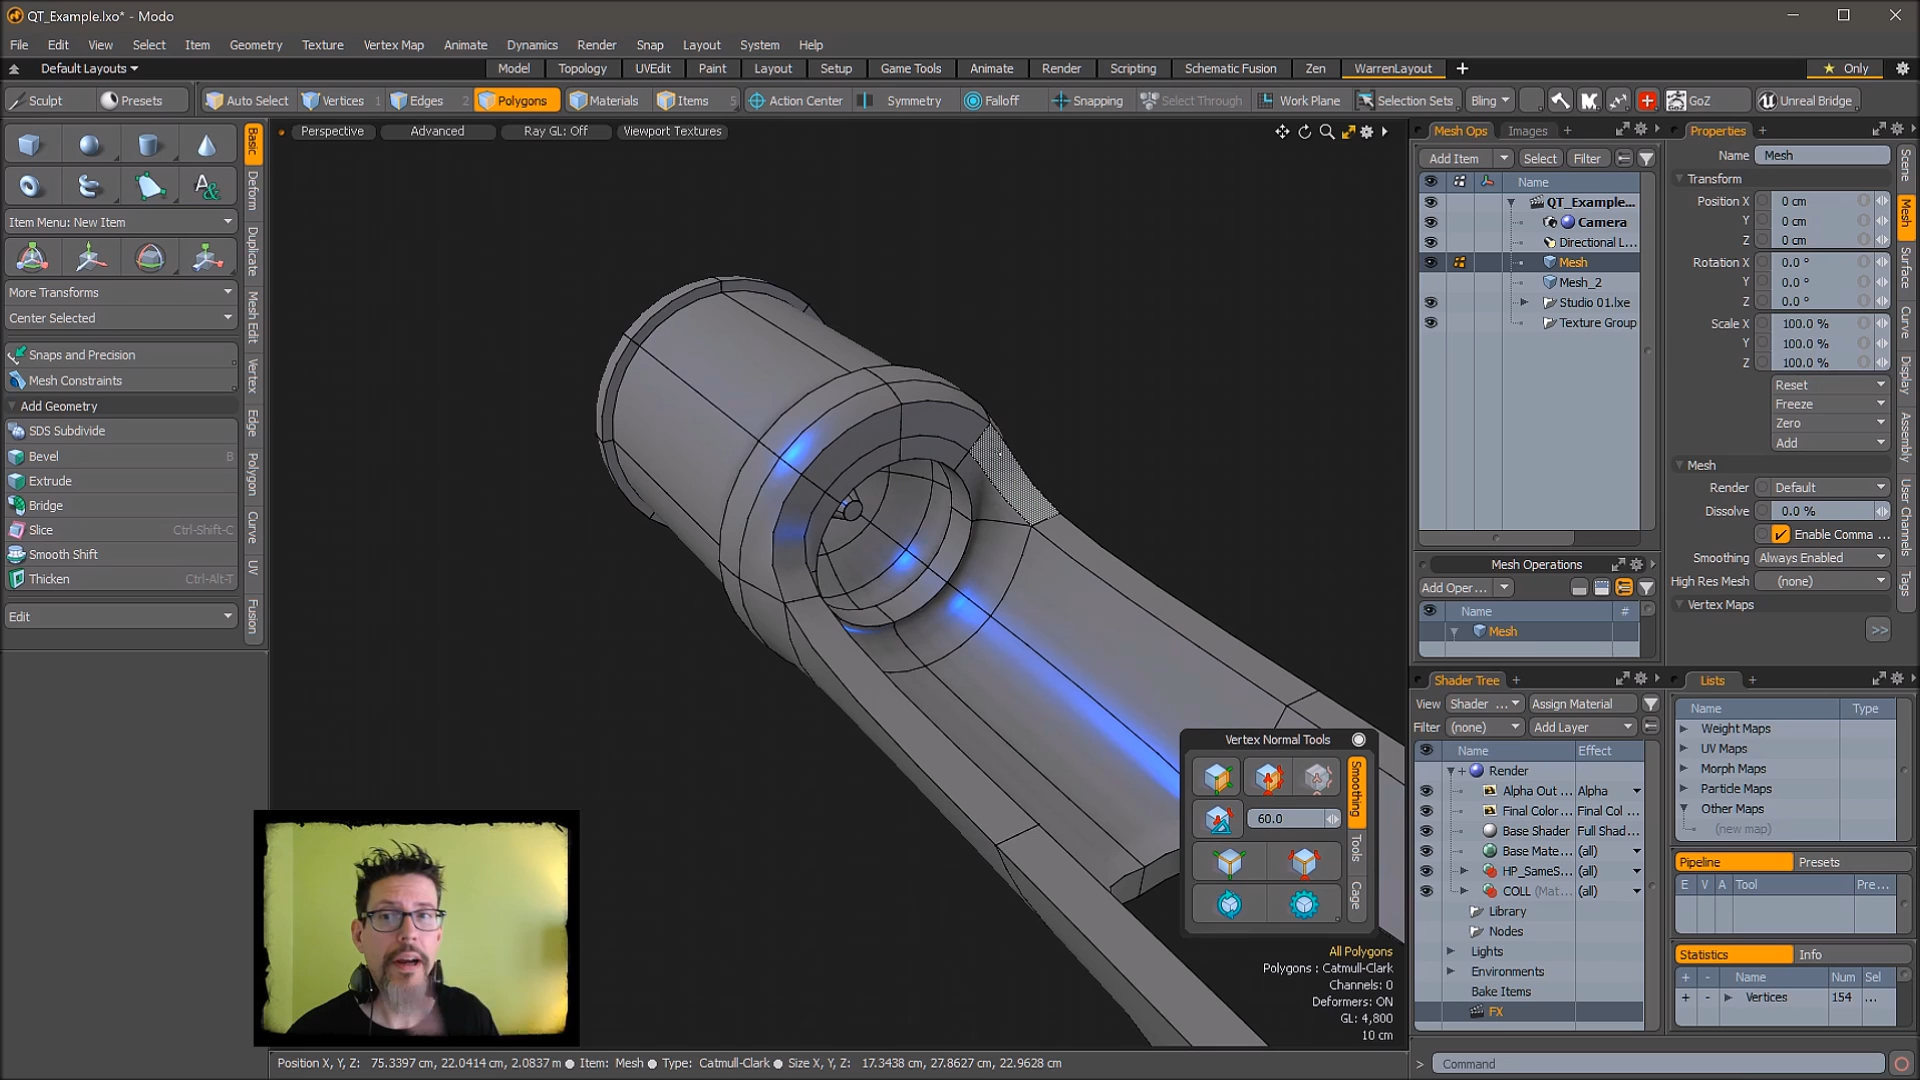 QT_Example.lxo* - Modo
File Edit View Select Item Geometry Texture Vertex Map Animate Dynamics Render Snap Layout System Help
Default Layouts
Model Topology UVEdit Paint Layout Setup Game Tools Animate Render Scripting Schematic Fusion Zen WarrenLayout Only
Sculpt Presets Auto Select Vertices 1 Edges 2 Polygons Materials Items 5 Action Center Symmetry Falloff Snapping Select Through Work Plane Selection Sets Bling GoZ Unreal Bridge
Perspective Advanced Ray GL: Off Viewport Textures
Item Menu: New Item
More Transforms
Center Selected
Snaps and Precision
Mesh Constraints
Add Geometry
SDS Subdivide
Bevel B
Extrude
Bridge
Slice Ctrl-Shift-C
Smooth Shift
Thicken Ctrl-Alt-T
Edit
Basic
Deform
Duplicate
Mesh Edit
Vertex
Edge
Polygon
Curve
UV
Fusion
Vertex Normal Tools
60.0
Smoothing
Tools
Cage
All Polygons
Polygons : Catmull-Clark
Channels: 0
Deformers: ON
GL: 4,800
10 cm
Position X, Y, Z: 75.3397 cm, 22.0414 cm, 2.0837 m Item: Mesh Type: Catmull-Clark Size X, Y, Z: 17.3438 cm, 27.8627 cm, 22.9628 cm
Mesh Ops Images
Add Item Select Filter
Name
QT_Example...
Camera
Directional L...
Mesh
Mesh_2
Studio 01.lxe
Texture Group
Mesh Operations
Add Oper...
Name #
Mesh
Shader Tree
View Shader ... Assign Material
Filter (none) Add Layer
Name Effect
Render
Alpha Out ... Alpha
Final Color ... Final Col ...
Base Shader Full Shad...
Base Mate... (all)
HP_SameS... (all)
COLL (Mat... (all)
Library
Nodes
Lights
Environments
Bake Items
FX
Properties
Name Mesh
Transform
Position X 0 cm
Y 0 cm
Z 0 cm
Rotation X 0.0 °
Y 0.0 °
Z 0.0 °
Scale X 100.0 %
Y 100.0 %
Z 100.0 %
Reset
Freeze
Zero
Add
Mesh
Render Default
Dissolve 0.0 %
Enable Comma ...
Smoothing Always Enabled
High Res Mesh (none)
Vertex Maps
>>
Scene
Mesh
Surface
Curve
Display
Assembly
User Channels
Tags
Lists
Name Type
Weight Maps
UV Maps
Morph Maps
Particle Maps
Other Maps
(new map)
Pipeline Presets
E V A Tool Pre...
Statistics Info
+ - Name Num Sel
+ - Vertices 154 ...
> Command